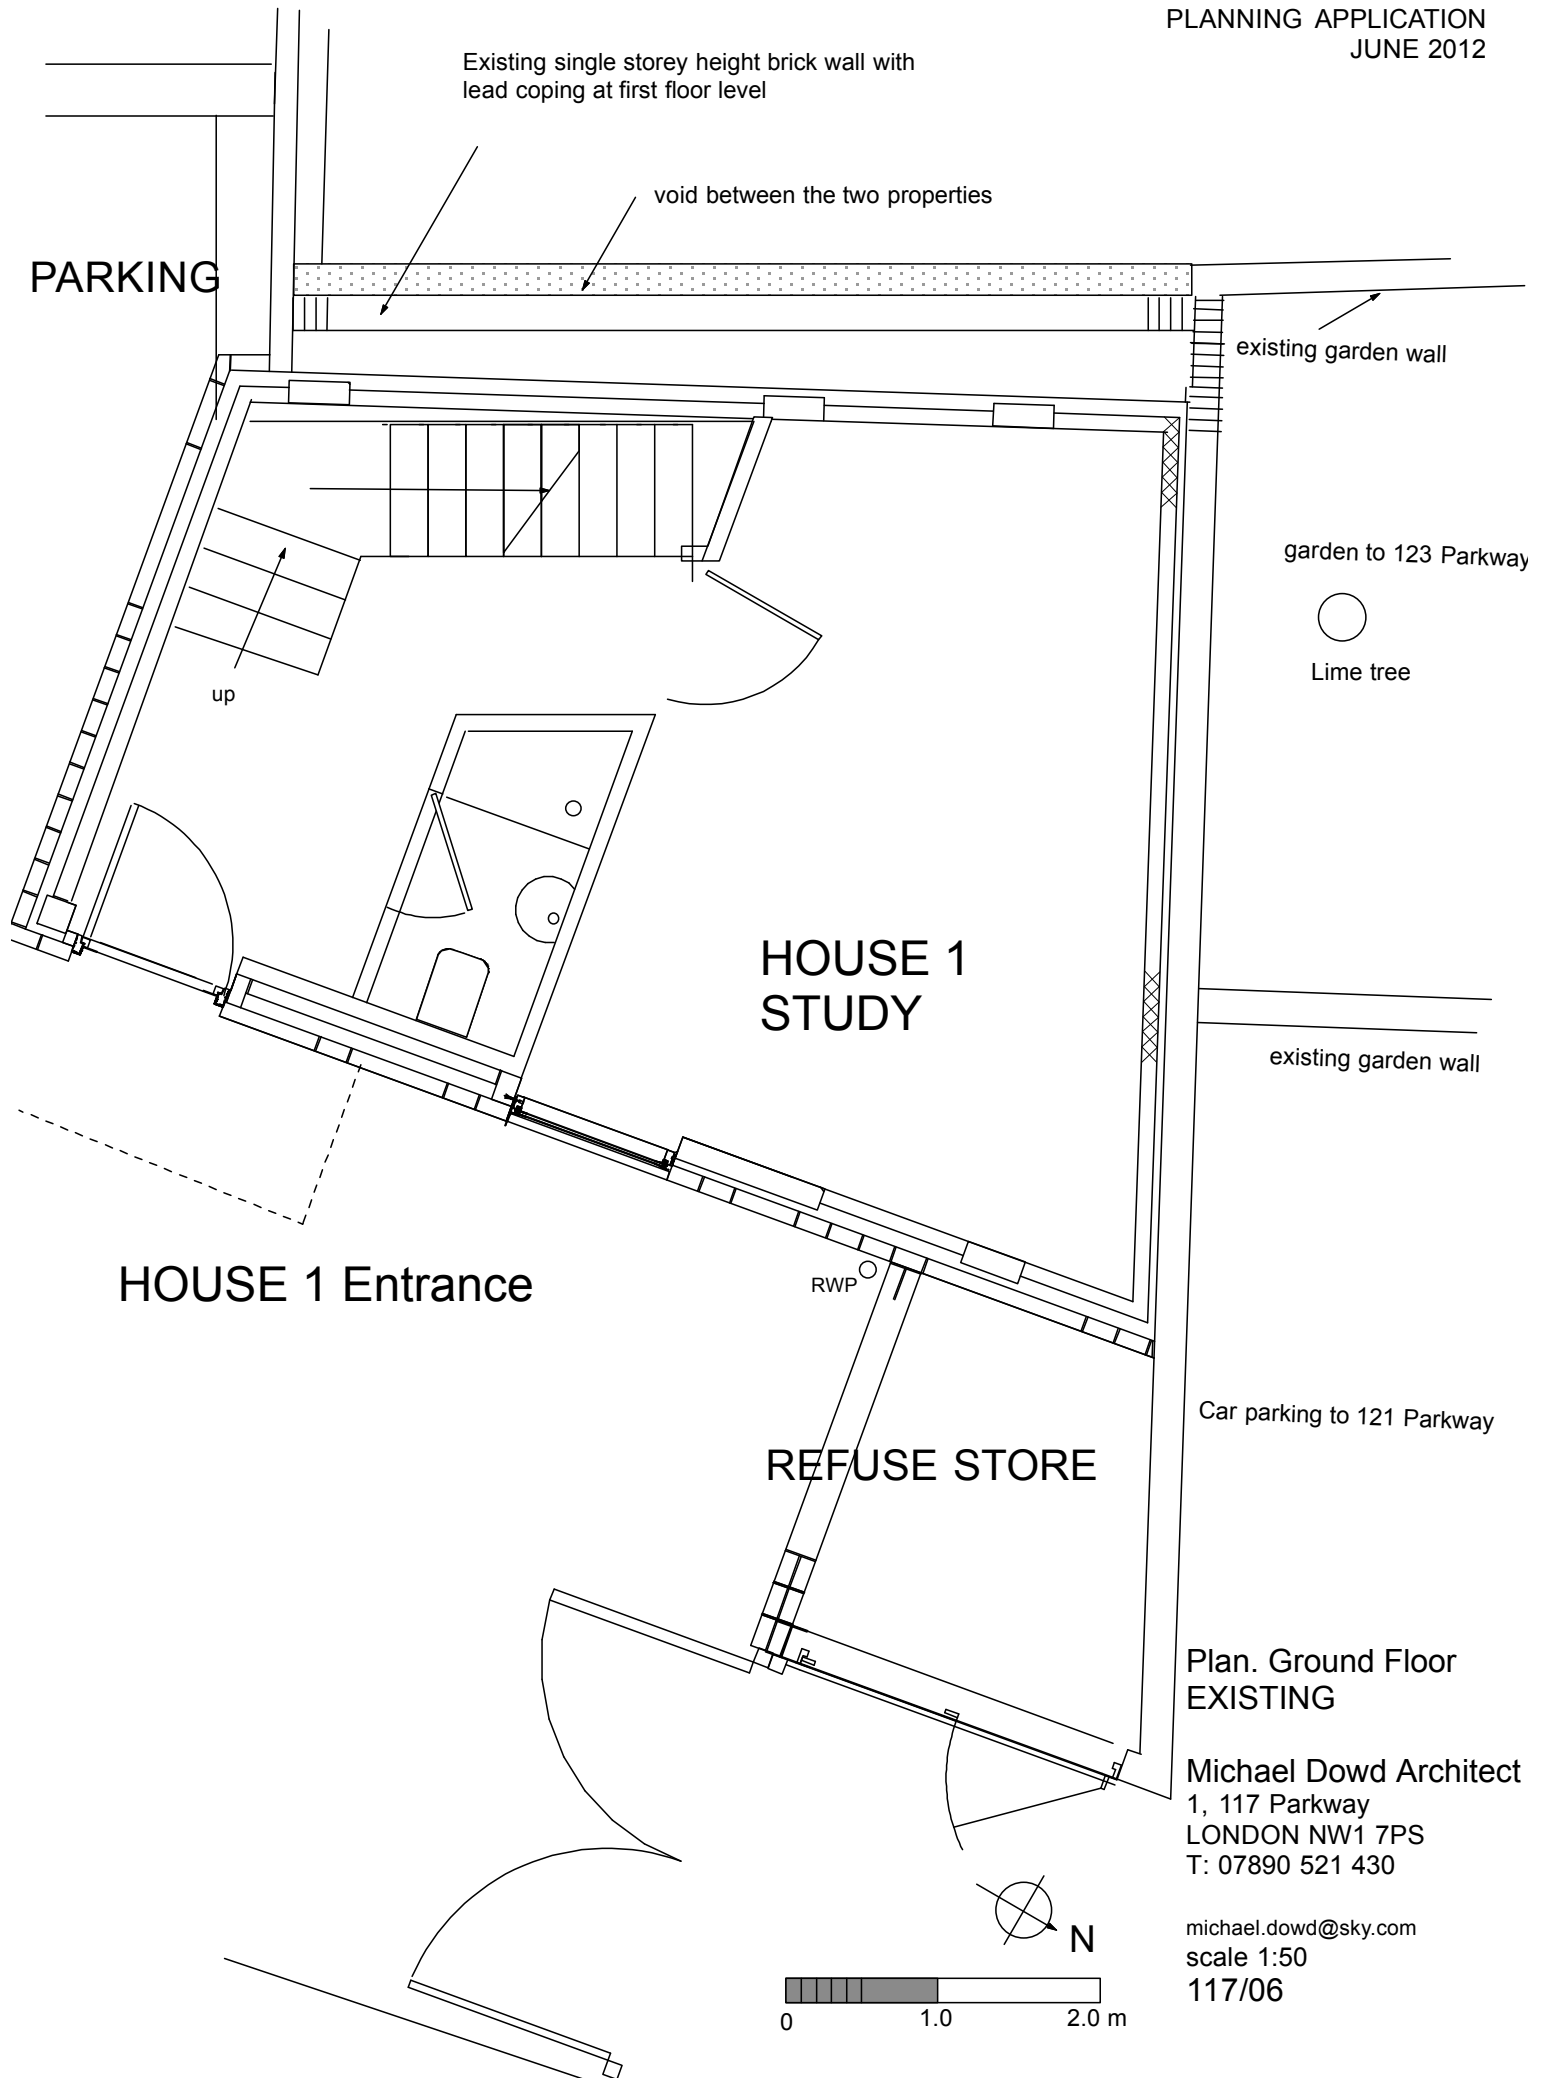 PLANNING APPLICATION
JUNE 2012
Existing single storey height brick wall with
lead coping at first floor level
void between the two properties
PARKING
existing garden wall
garden to 123 Parkway
Lime tree
up
HOUSE 1
STUDY
existing garden wall
HOUSE 1 Entrance
RWP
Car parking to 121 Parkway
REFUSE STORE
Plan. Ground Floor
EXISTING
Michael Dowd Architect
1, 117 Parkway
LONDON NW1 7PS
T: 07890 521 430
michael.dowd@sky.com
scale 1:50
117/06
N
0 1.0 2.0 m